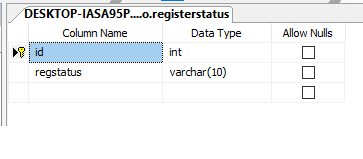 DESKTOP-IASA95P....o.registerstatus
Column Name Data Type Allow Nulls
id int
regstatus varchar(10)